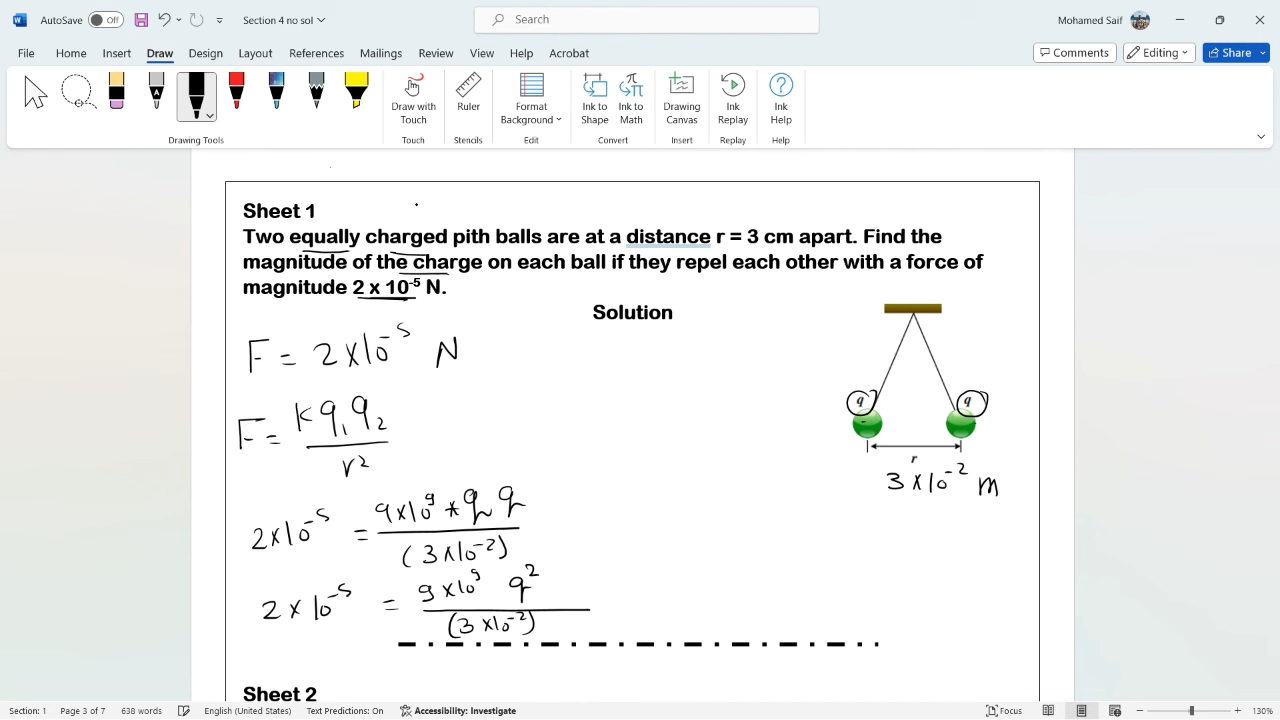 AutoSave Off Section 4 no sol Search Mohamed Saif
File Home Insert Draw Design Layout References Mailings Review View Help Acrobat Comments Editing Share
Draw with Touch Ruler Format Background Ink to Shape Ink to Math Drawing Canvas Ink Replay Ink Help
Drawing Tools Touch Stencils Edit Convert Insert Replay Help
Sheet 1
Two equally charged pith balls are at a distance r = 3 cm apart. Find the
magnitude of the charge on each ball if they repel each other with a force of
magnitude 2 x 10⁻⁵ N.
Solution
F = 2×10⁻⁵ N
q q
F = K q₁ q₂ / r²
r
3 × 10⁻² m
2×10⁻⁵ = 9×10⁹ * q q / (3×10⁻²)
2 × 10⁻⁵ = 9×10⁹ q² / (3×10⁻²)
Sheet 2
Section: 1 Page 3 of 7 638 words English (United States) Text Predictions: On Accessibility: Investigate Focus 130%